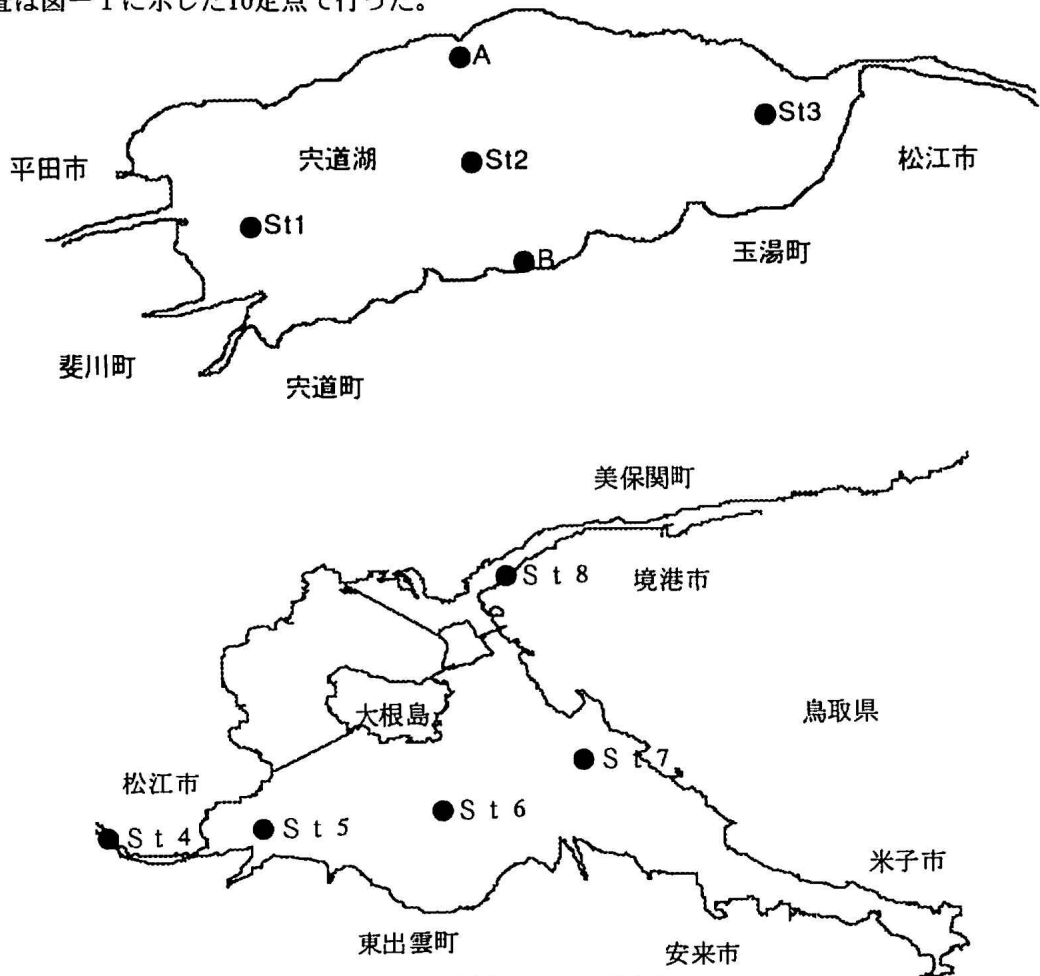 査は図ー1に示した10定点で行った。
A
St3
平田市
宍道湖
St2
松江市
St1
B
玉湯町
斐川町
宍道町
美保関町
St8
境港市
大根島
鳥取県
St7
松江市
St6
St5
St4
米子市
東出雲町
安来市